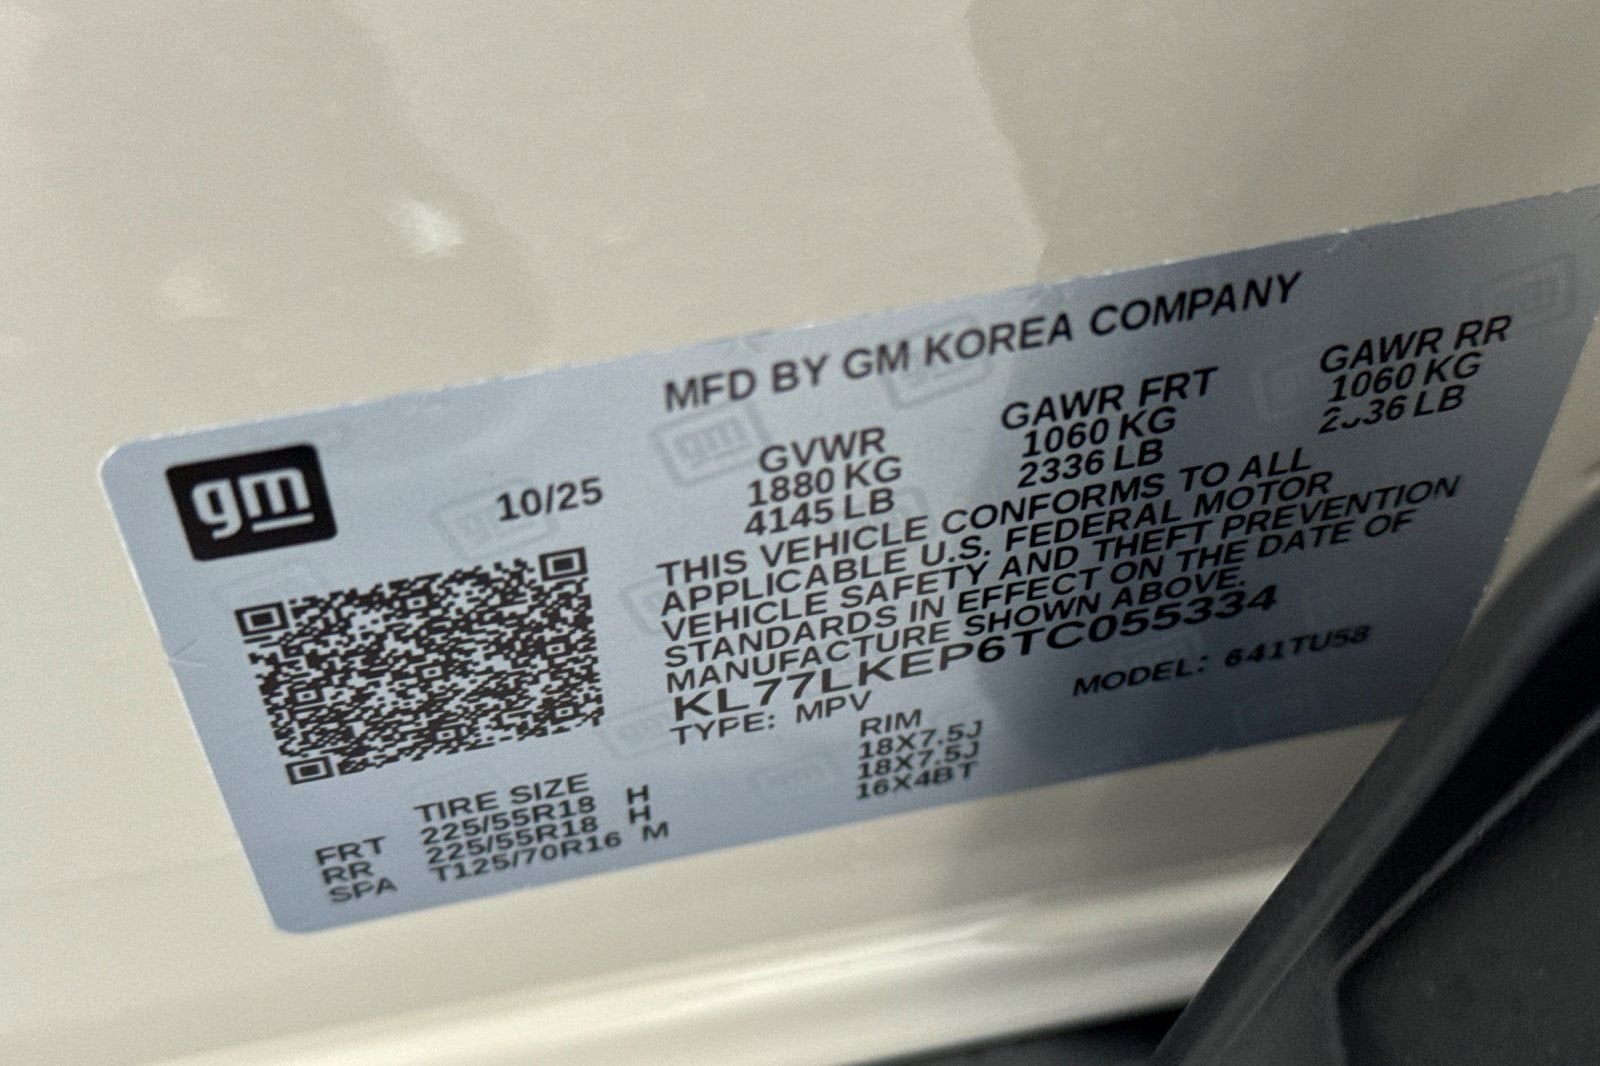 MFD BY GM KOREA COMPANY
gm
10/25
GVWR GAWR FRT GAWR RR
1880 KG 1060 KG 1060 KG
4145 LB 2336 LB LB
THIS VEHICLE CONFORMS TO ALL
APPLICABLE U.S. FEDERAL MOTOR
VEHICLE SAFETY AND THEFT PREVENTION
STANDARDS IN EFFECT ON THE DATE OF
MANUFACTURE SHOWN ABOVE.
KL77LKEP6TC055334
TYPE: MPV MODEL: 641TU58
TIRE SIZE RIM
FRT 225/55R18 H 18X7.5J
RR 225/55R18 H 18X7.5J
SPA T125/70R16 M 16X4BT